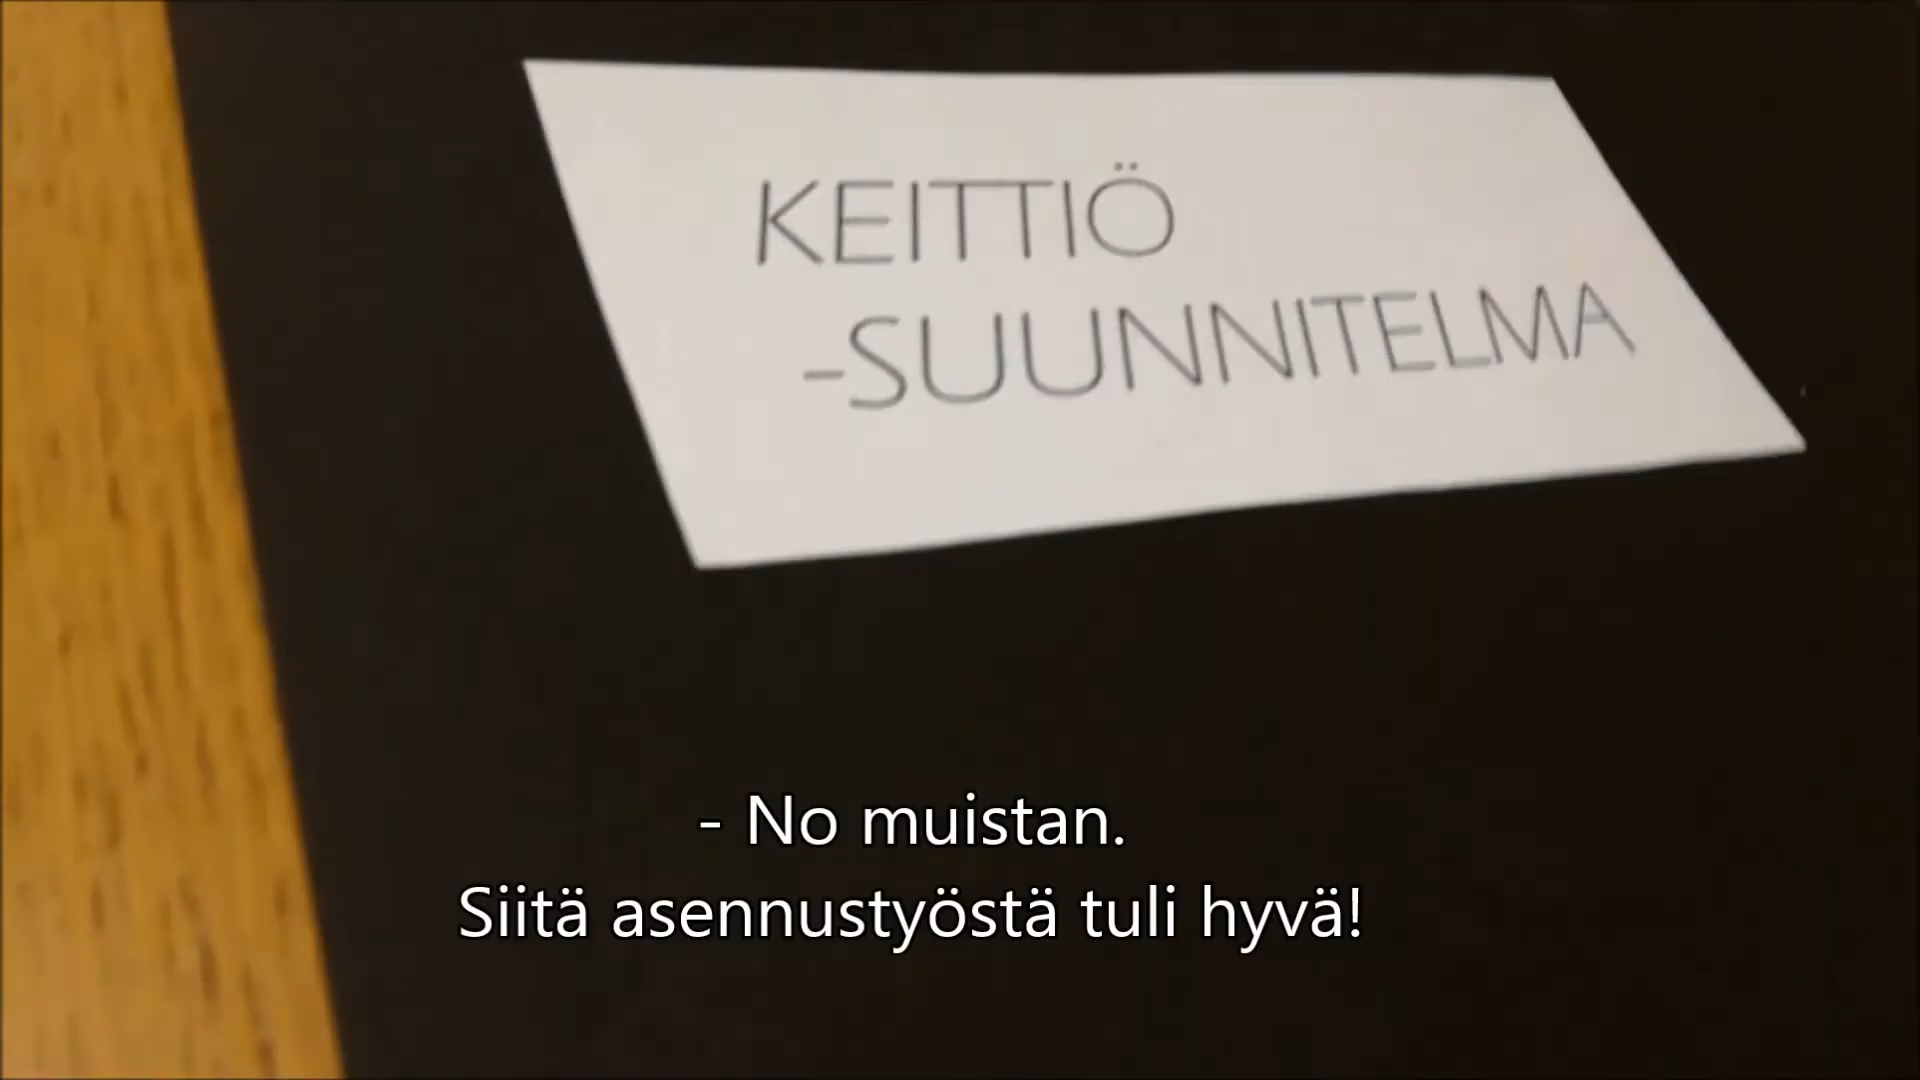 KEITTIÖ
-SUUNNITELMA
- No muistan.
Siitä asennustyöstä tuli hyvä!